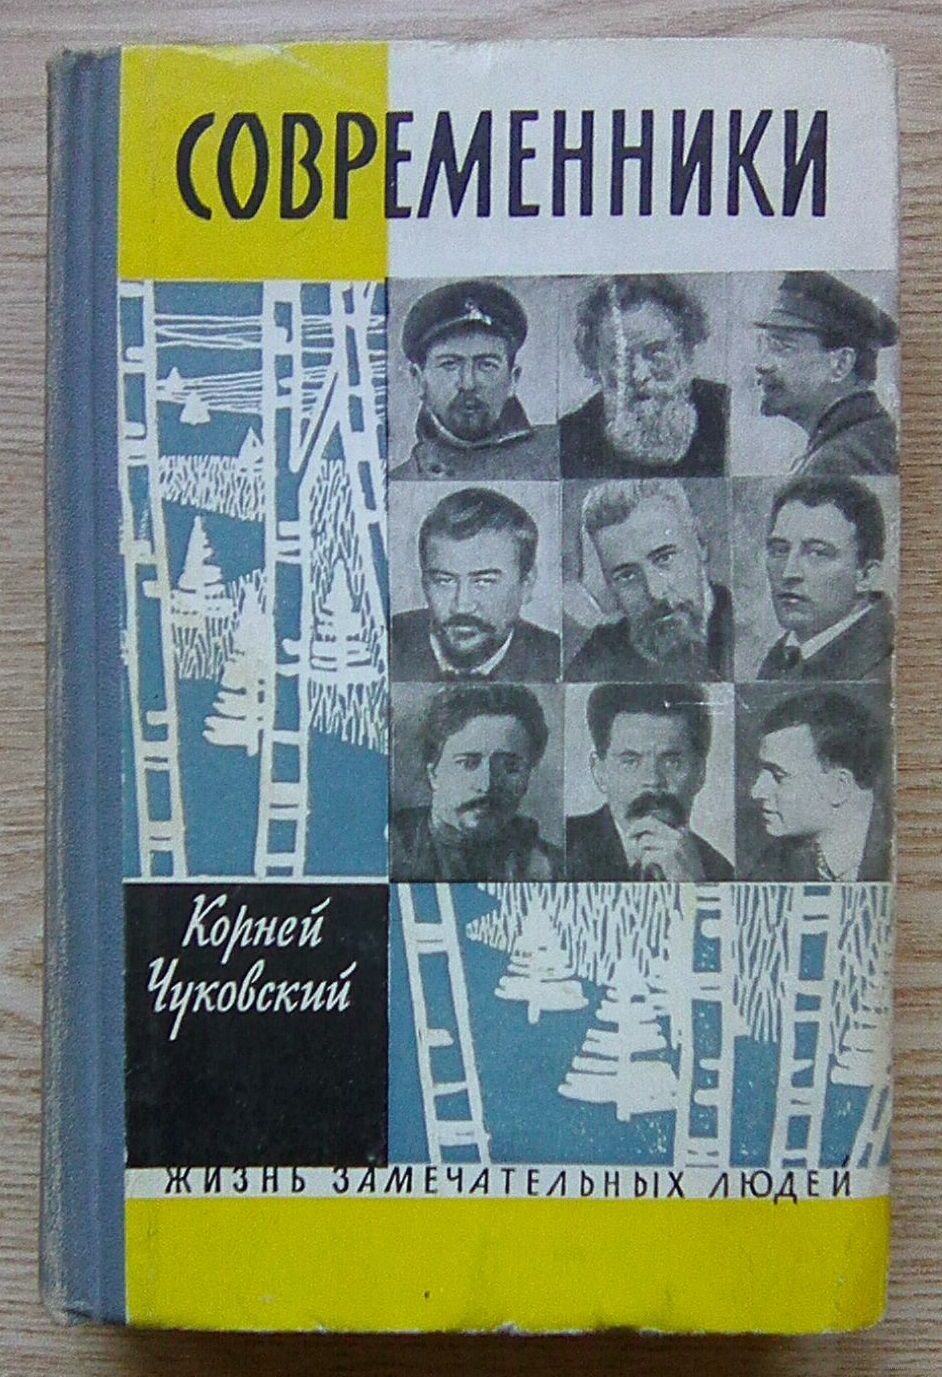 СОВРЕМЕННИКИ
Корней
Чуковский
ЖИЗНЬ ЗАМЕЧАТЕЛЬНЫХ ЛЮДЕЙ